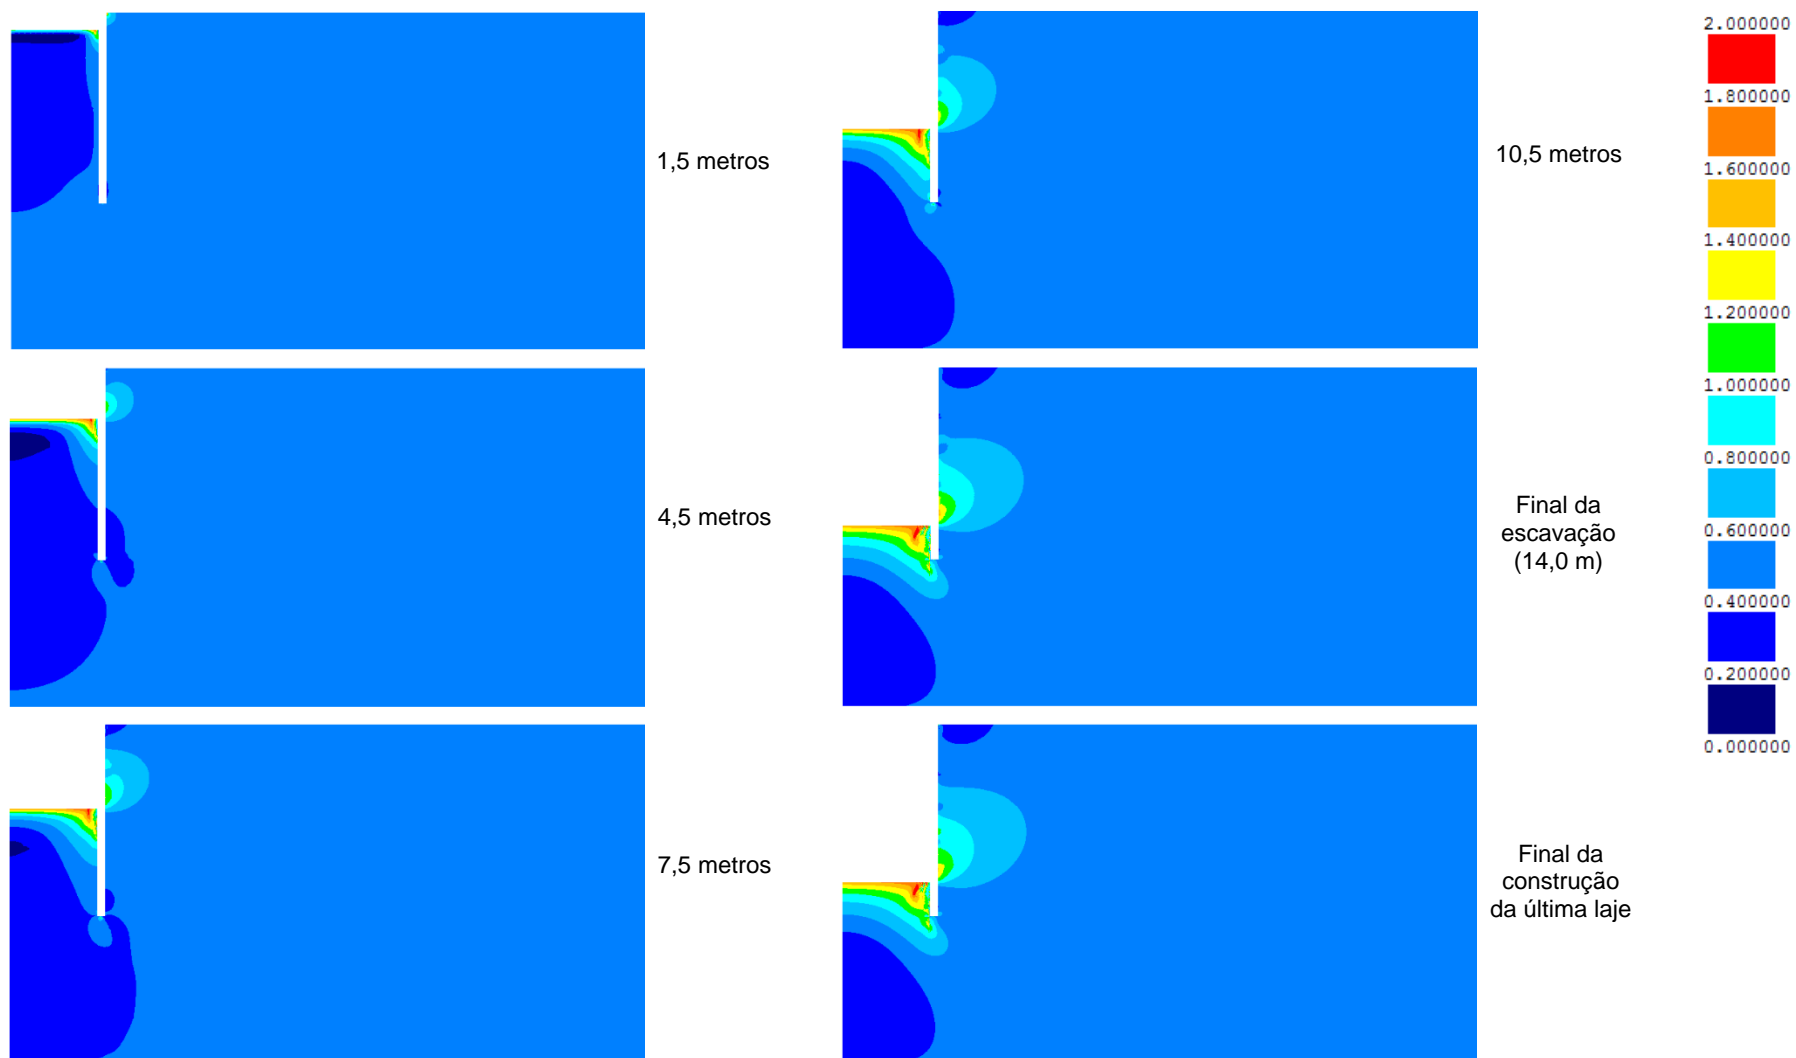 1,5 metros
4,5 metros
7,5 metros
10,5 metros
Final da
escavação
(14,0 m)
Final da
construção
da última laje
2.000000
1.800000
1.600000
1.400000
1.200000
1.000000
0.800000
0.600000
0.400000
0.200000
0.000000